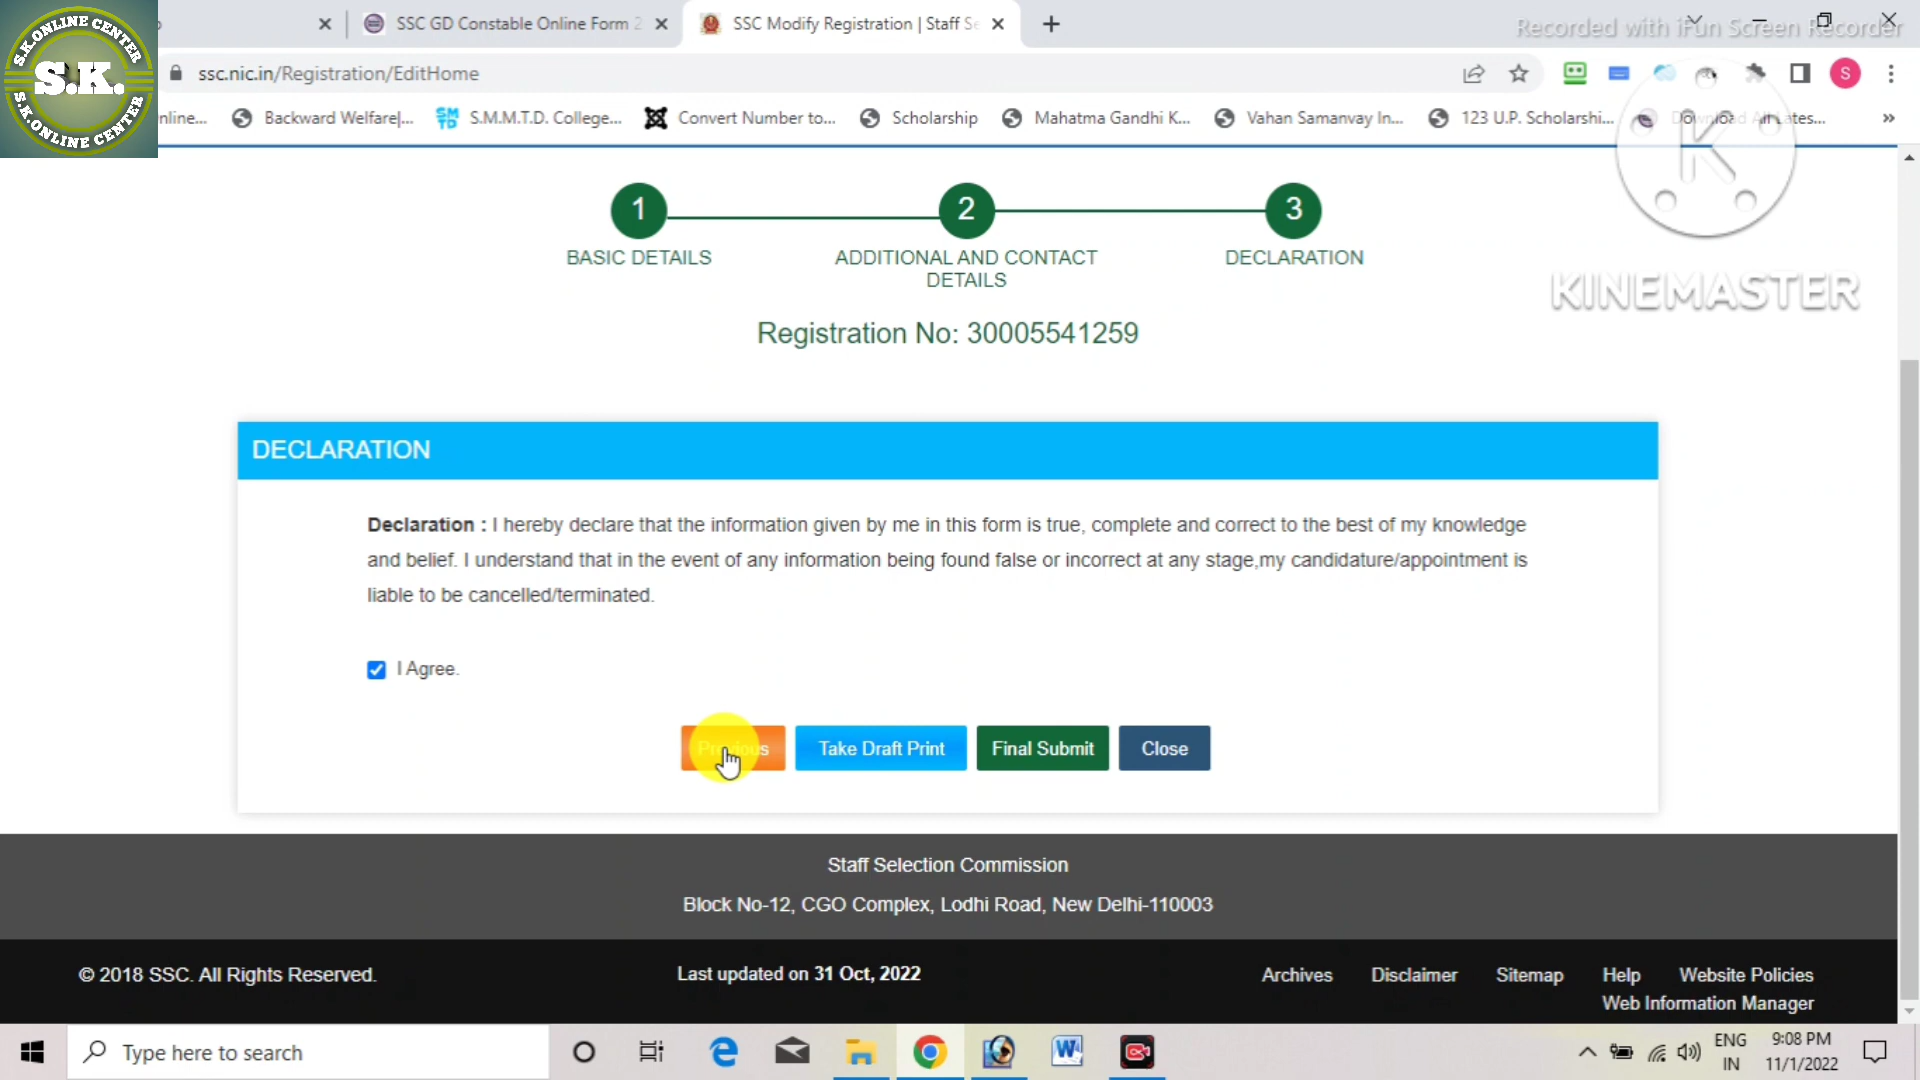 S.K.ONLINE CENTER
S.K.
S.K.ONLINE CENTER
SSC GD Constable Online Form 2
SSC Modify Registration | Staff Se
Recorded with iFun Screen Recorder
ssc.nic.in/Registration/EditHome
S
nline...
Backward Welfare|...
SM TD
S.M.M.T.D. College...
Convert Number to...
Scholarship
Mahatma Gandhi K...
Vahan Samanvay In...
123 U.P. Scholarshi...
Download All Lates...
»
K
KINEMASTER
1
2
3
BASIC DETAILS
ADDITIONAL AND CONTACT
DETAILS
DECLARATION
Registration No: 30005541259
DECLARATION
Declaration : I hereby declare that the information given by me in this form is true, complete and correct to the best of my knowledge
and belief. I understand that in the event of any information being found false or incorrect at any stage,my candidature/appointment is
liable to be cancelled/terminated.
I Agree.
Previous
Take Draft Print
Final Submit
Close
Staff Selection Commission
Block No-12, CGO Complex, Lodhi Road, New Delhi-110003
© 2018 SSC. All Rights Reserved.
Last updated on 31 Oct, 2022
Archives
Disclaimer
Sitemap
Help
Website Policies
Web Information Manager
Type here to search
ENG
IN
9:08 PM
11/1/2022